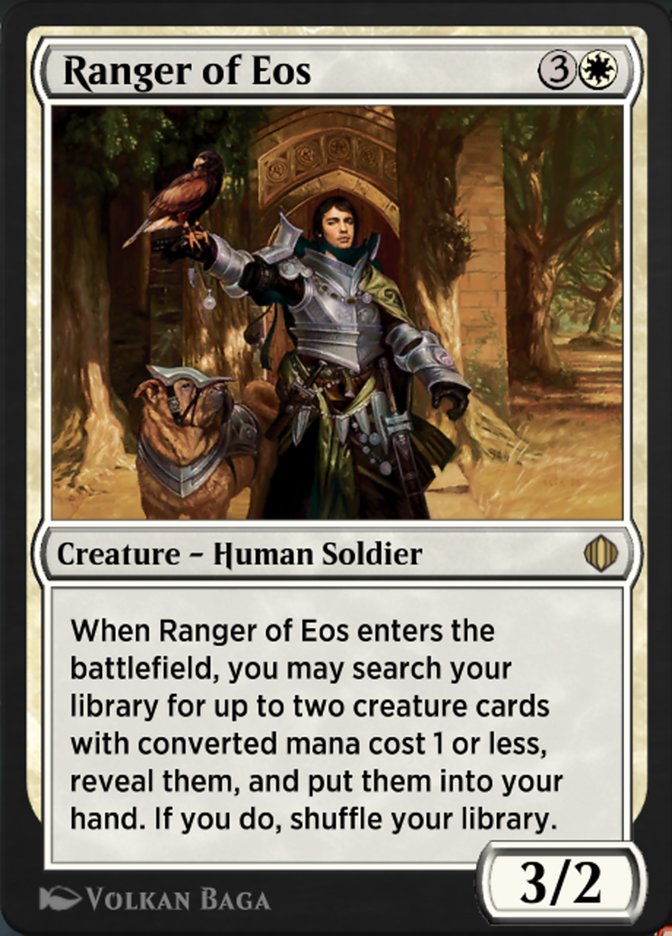 Ranger of Eos 3
Creature – Human Soldier
When Ranger of Eos enters the
battlefield, you may search your
library for up to two creature cards
with converted mana cost 1 or less,
reveal them, and put them into your
hand. If you do, shuffle your library.
3/2
Volkan Baga